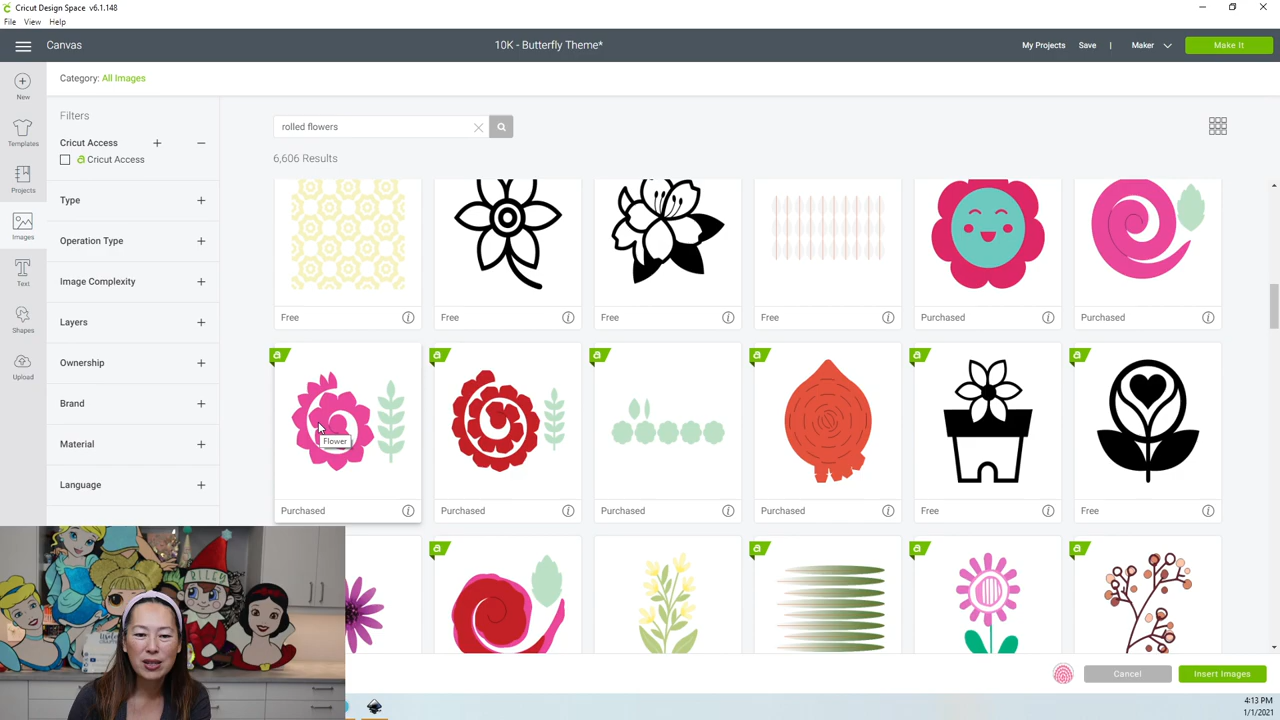 Cricut Design Space v6.1.148
File View Help
Canvas
10K - Butterfly Theme*
My Projects Save | Maker Make It
New
Templates
Projects
Images
Text
Shapes
Upload
Category: All Images
Filters
Cricut Access
a Cricut Access
Type
Operation Type
Image Complexity
Layers
Ownership
Brand
Material
Language
rolled flowers
6,606 Results
Free Free Free Free Purchased Purchased
a a a a a a
Flower
Purchased Purchased Purchased Purchased Free Free
a a a a
RILEY
Cancel Insert Images
4:13 PM
1/1/2021